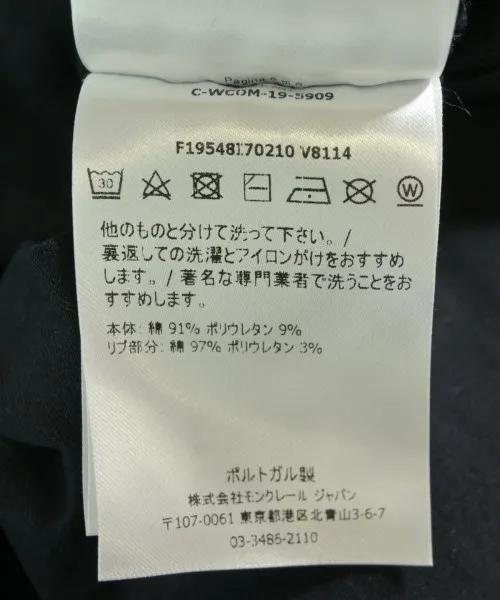 C-WCOM-19-5909
F19548I70210 V8114
30
W
他のものと分けて洗って下さい。/
裏返しての洗濯とアイロンがけをおすすめ
します。/ 著名な専門業者で洗うことをお
すすめします。
本体: 綿 91% ポリウレタン 9%
リブ部分: 綿 97% ポリウレタン 3%
ポルトガル製
株式会社モンクレール ジャパン
〒107-0061 東京都港区北青山3-6-7
03-3486-2110